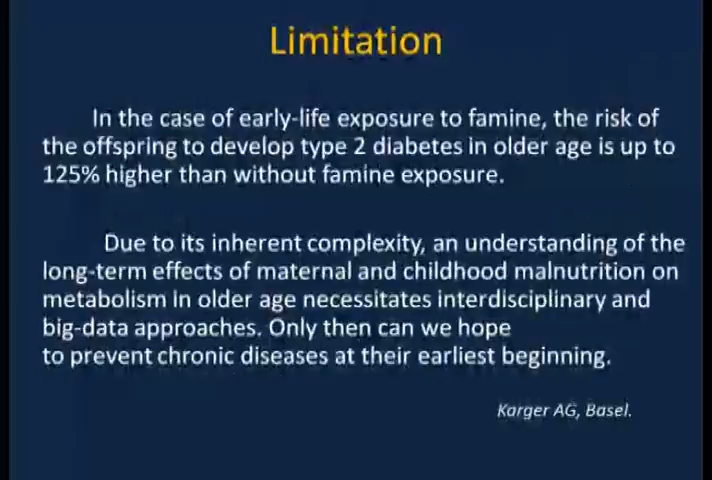 Limitation
In the case of early-life exposure to famine, the risk of
the offspring to develop type 2 diabetes in older age is up to
125% higher than without famine exposure.
Due to its inherent complexity, an understanding of the
long-term effects of maternal and childhood malnutrition on
metabolism in older age necessitates interdisciplinary and
big-data approaches. Only then can we hope
to prevent chronic diseases at their earliest beginning.
Karger AG, Basel.